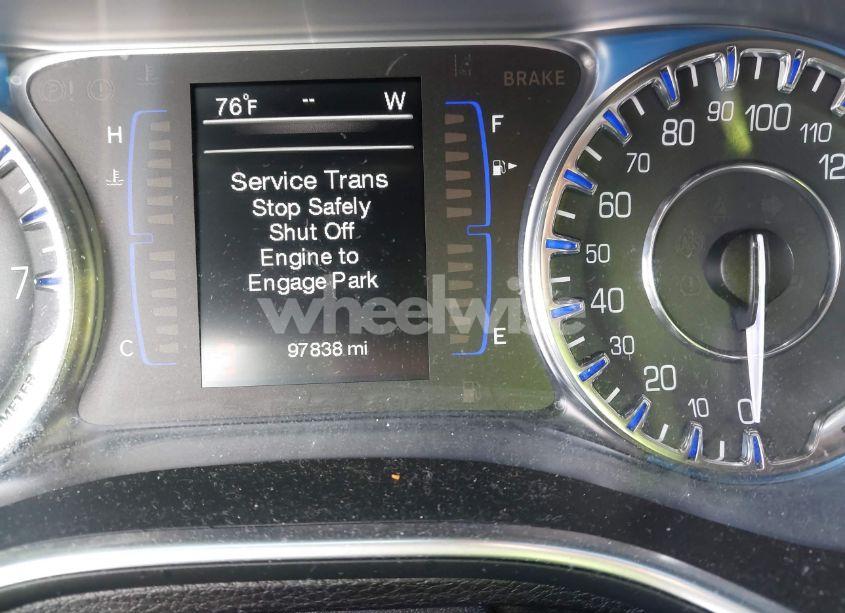 76°F -- W
BRAKE
H
F
Service Trans
Stop Safely
Shut Off
Engine to
Engage Park
97838 mi
C
E
7
METER
0
10
20
30
40
50
60
70
80
90
100
110
wheelwise